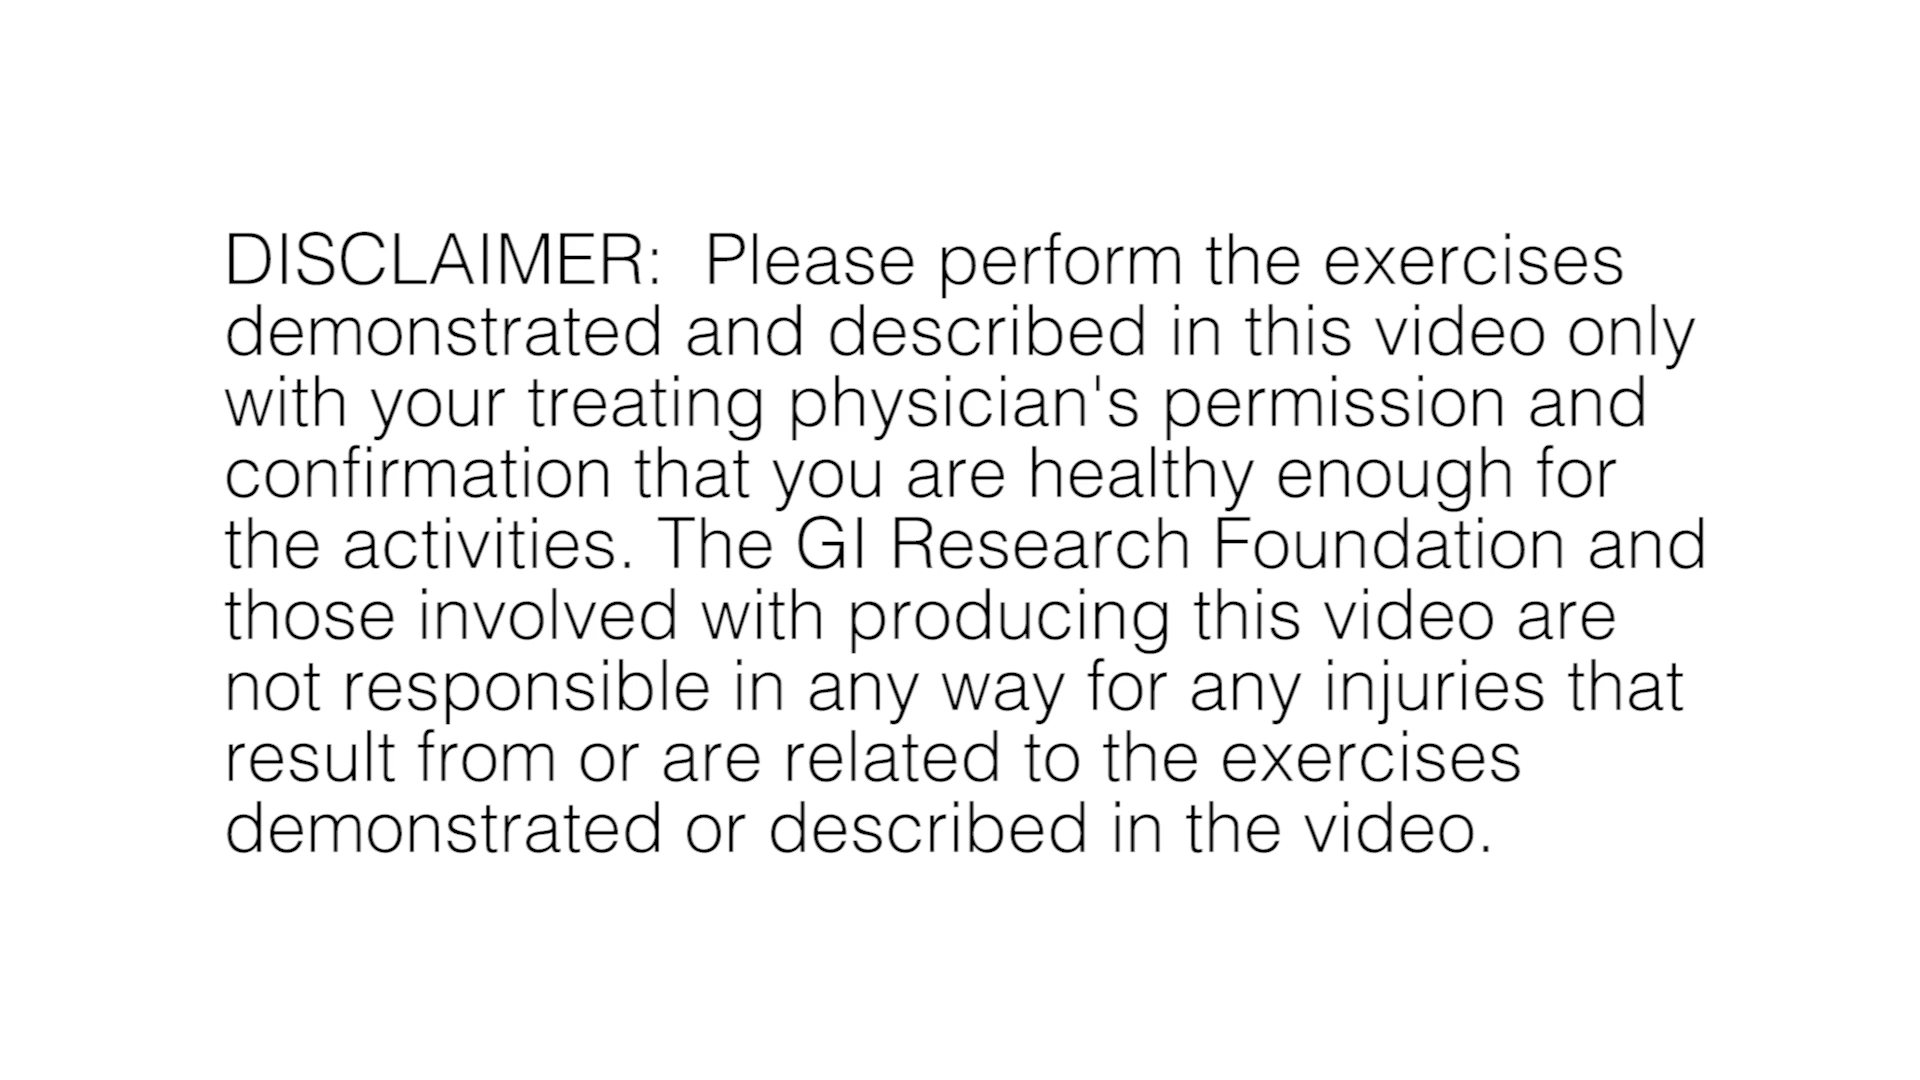 DISCLAIMER:  Please perform the exercises
demonstrated and described in this video only
with your treating physician's permission and
confirmation that you are healthy enough for
the activities. The GI Research Foundation and
those involved with producing this video are
not responsible in any way for any injuries that
result from or are related to the exercises
demonstrated or described in the video.